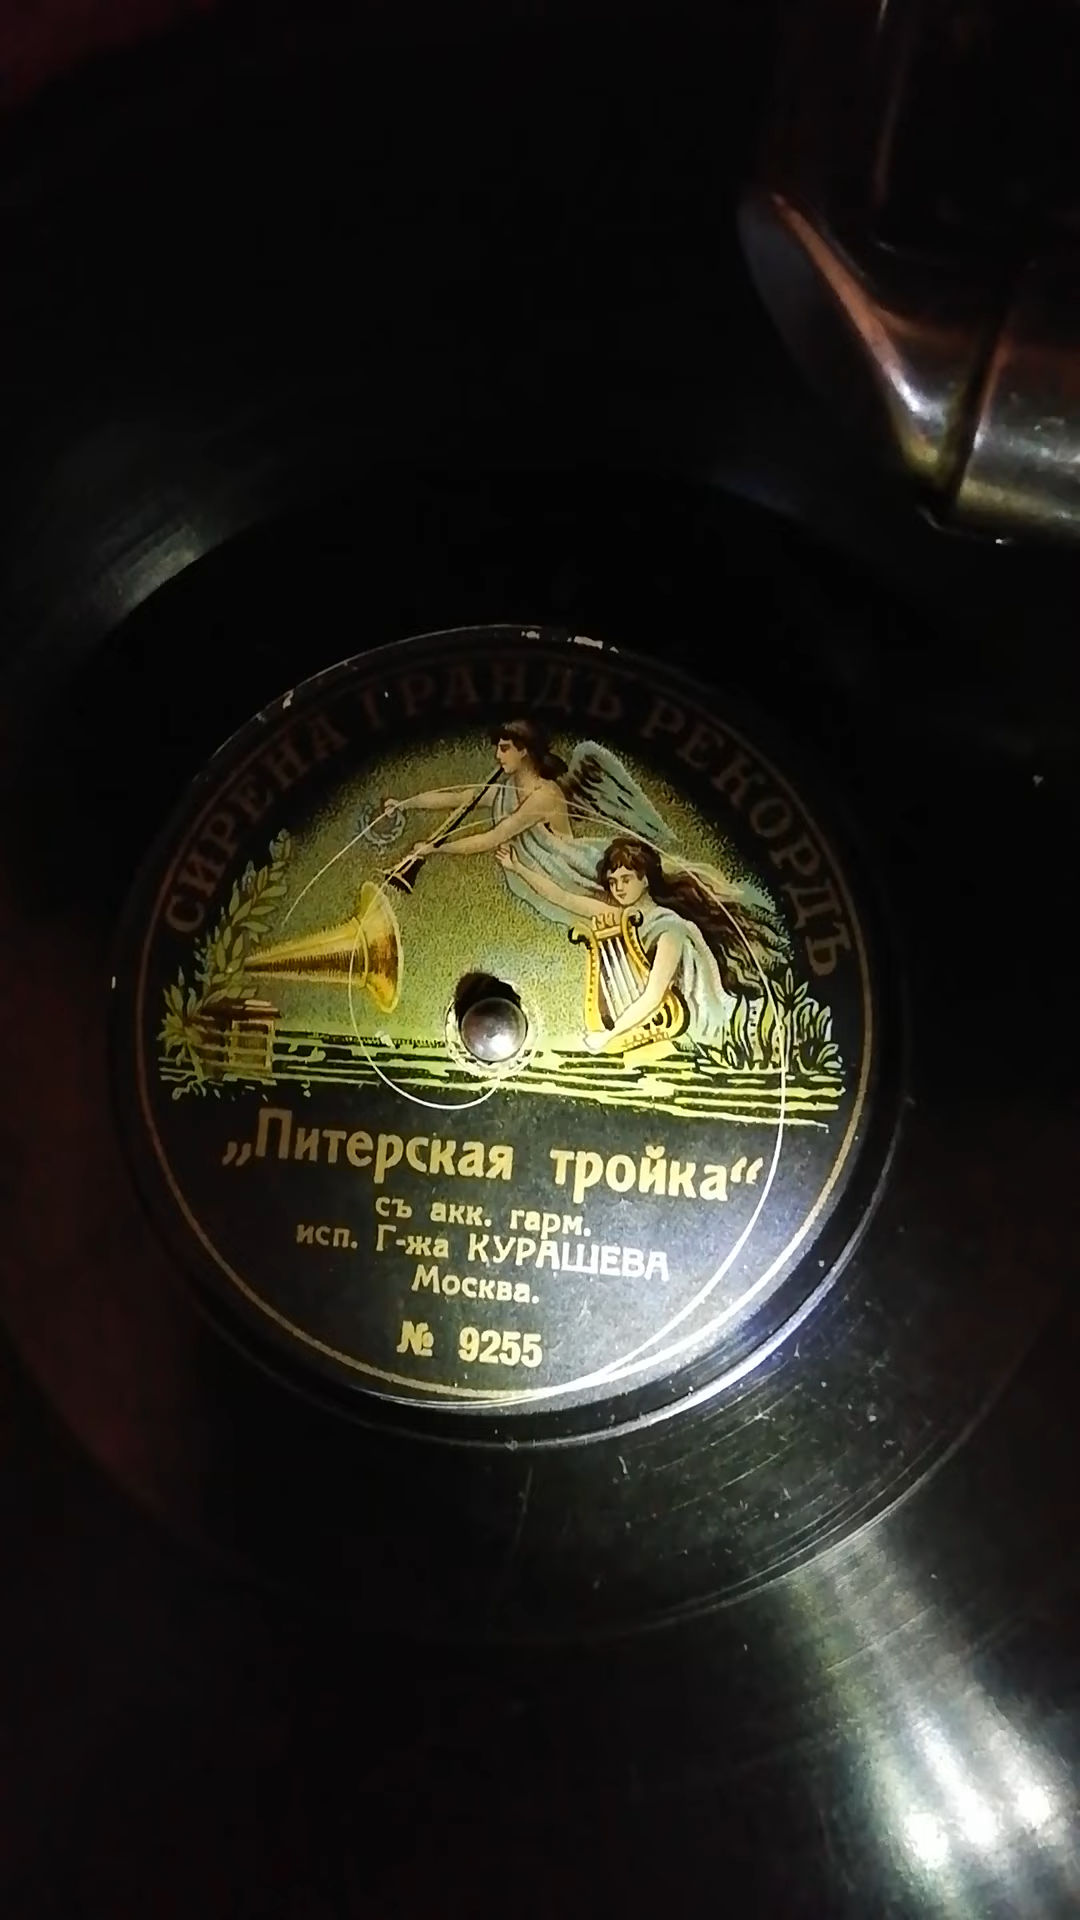 СИРЕНА ГРАНДЪ РЕКОРДЪ
„Питерская тройка“
съ акк. гарм.
исп. Г-жа КУРАШЕВА
Москва.
№ 9255